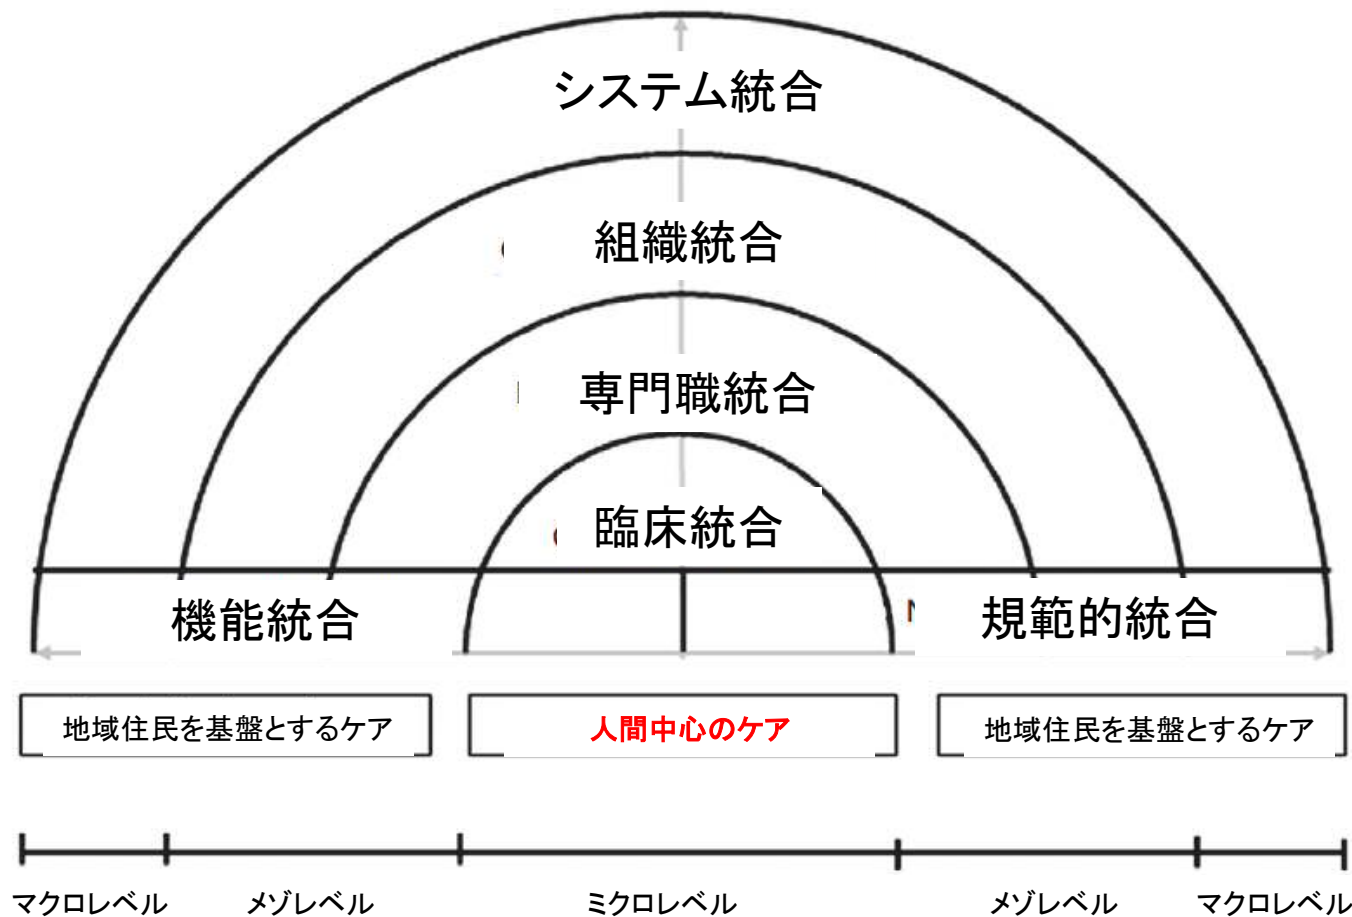 システム統合
組織統合
専門職統合
臨床統合
機能統合
規範的統合
地域住民を基盤とするケア
人間中心のケア
地域住民を基盤とするケア
マクロレベル
メゾレベル
ミクロレベル
メゾレベル
マクロレベル